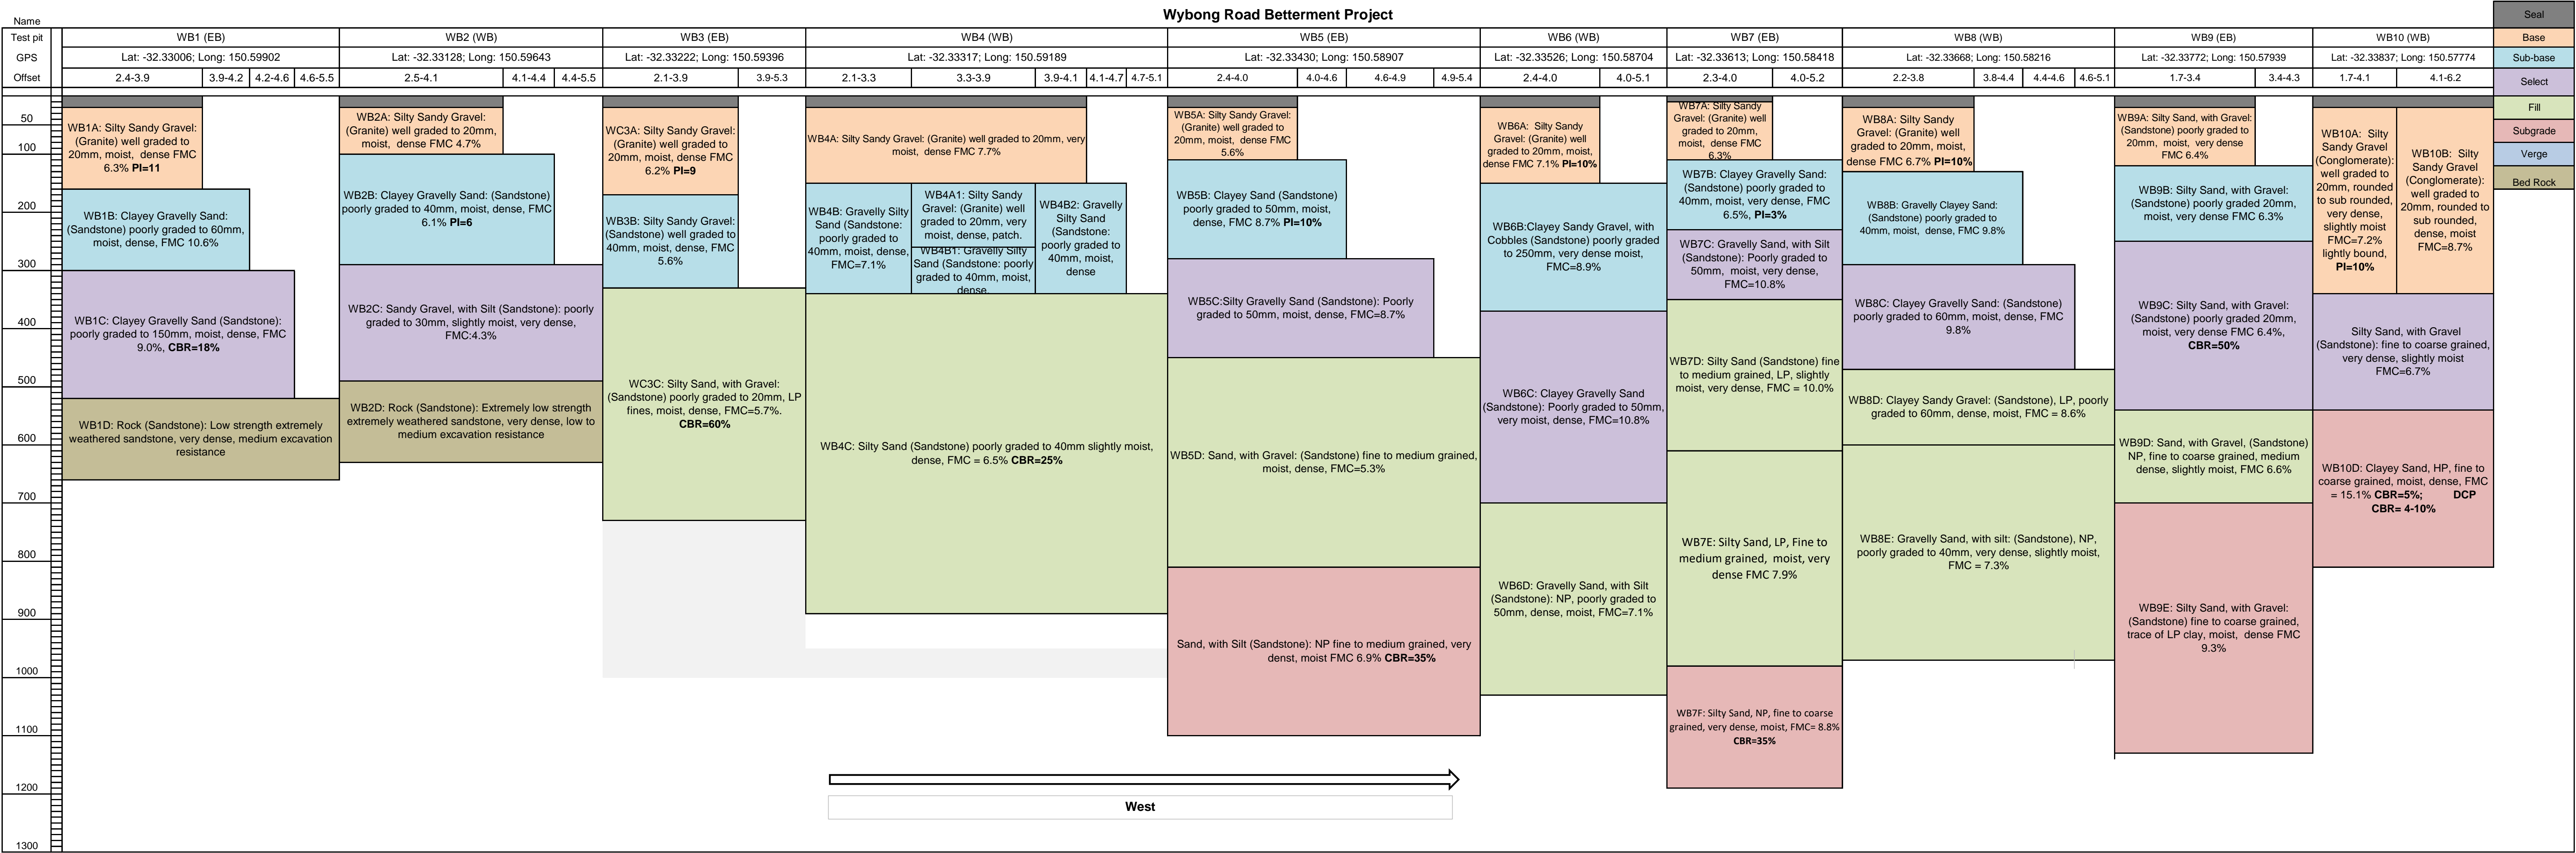 Wybong Road Betterment Project
Name
Test pit
GPS
Offset
WB1 (EB)
Lat: -32.33006; Long: 150.59902
2.4-3.9
3.9-4.2
4.2-4.6
4.6-5.5
WB2 (WB)
Lat: -32.33128; Long: 150.59643
2.5-4.1
4.1-4.4
4.4-5.5
WB3 (EB)
Lat: -32.33222; Long: 150.59396
2.1-3.9
3.9-5.3
WB4 (WB)
Lat: -32.33317; Long: 150.59189
2.1-3.3
3.3-3.9
3.9-4.1
4.1-4.7
4.7-5.1
WB5 (EB)
Lat: -32.33430; Long: 150.58907
2.4-4.0
4.0-4.6
4.6-4.9
4.9-5.4
WB6 (WB)
Lat: -32.33526; Long: 150.58704
2.4-4.0
4.0-5.1
WB7 (EB)
Lat: -32.33613; Long: 150.58418
2.3-4.0
4.0-5.2
WB8 (WB)
Lat: -32.33668; Long: 150.58216
2.2-3.8
3.8-4.4
4.4-4.6
4.6-5.1
WB9 (EB)
Lat: -32.33772; Long: 150.57939
1.7-3.4
3.4-4.3
WB10 (WB)
Lat: -32.33837; Long: 150.57774
1.7-4.1
4.1-6.2
Seal
Base
Sub-base
Select
Fill
Subgrade
Verge
Bed Rock
50
100
200
300
400
500
600
700
800
900
1000
1100
1200
1300
WB1A: Silty Sandy Gravel:
(Granite) well graded to
20mm, moist, dense FMC
6.3% PI=11
WB1B: Clayey Gravelly Sand:
(Sandstone) poorly graded to 60mm,
moist, dense, FMC 10.6%
WB1C: Clayey Gravelly Sand (Sandstone):
poorly graded to 150mm, moist, dense, FMC
9.0%, CBR=18%
WB1D: Rock (Sandstone): Low strength extremely
weathered sandstone, very dense, medium excavation
resistance
WB2A: Silty Sandy Gravel:
(Granite) well graded to 20mm,
moist, dense FMC 4.7%
WB2B: Clayey Gravelly Sand: (Sandstone)
poorly graded to 40mm, moist, dense, FMC
6.1% PI=6
WB2C: Sandy Gravel, with Silt (Sandstone): poorly
graded to 30mm, slightly moist, very dense,
FMC:4.3%
WB2D: Rock (Sandstone): Extremely low strength
extremely weathered sandstone, very dense, low to
medium excavation resistance
WC3A: Silty Sandy Gravel:
(Granite) well graded to
20mm, moist, dense FMC
6.2% PI=9
WB3B: Silty Sandy Gravel:
(Sandstone) well graded to
40mm, moist, dense, FMC
5.6%
WC3C: Silty Sand, with Gravel:
(Sandstone) poorly graded to 20mm, LP
fines, moist, dense, FMC=5.7%.
CBR=60%
WB4A: Silty Sandy Gravel: (Granite) well graded to 20mm, very
moist, dense FMC 7.7%
WB4B: Gravelly Silty
Sand (Sandstone:
poorly graded to
40mm, moist, dense,
FMC=7.1%
WB4A1: Silty Sandy
Gravel: (Granite) well
graded to 20mm, very
moist, dense, patch.
WB4B1: Gravelly Silty
Sand (Sandstone: poorly
graded to 40mm, moist,
dense.
WB4B2: Gravelly
Silty Sand
(Sandstone:
poorly graded to
40mm, moist,
dense
WB4C: Silty Sand (Sandstone) poorly graded to 40mm slightly moist,
dense, FMC = 6.5% CBR=25%
WB5A: Silty Sandy Gravel:
(Granite) well graded to
20mm, moist, dense FMC
5.6%
WB5B: Clayey Sand (Sandstone)
poorly graded to 50mm, moist,
dense, FMC 8.7% PI=10%
WB5C:Silty Gravelly Sand (Sandstone): Poorly
graded to 50mm, moist, dense, FMC=8.7%
WB5D: Sand, with Gravel: (Sandstone) fine to medium grained,
moist, dense, FMC=5.3%
Sand, with Silt (Sandstone): NP fine to medium grained, very
denst, moist FMC 6.9% CBR=35%
WB6A: Silty Sandy
Gravel: (Granite) well
graded to 20mm, moist,
dense FMC 7.1% PI=10%
WB6B:Clayey Sandy Gravel, with
Cobbles (Sandstone) poorly graded
to 250mm, very dense moist,
FMC=8.9%
WB6C: Clayey Gravelly Sand
(Sandstone): Poorly graded to 50mm,
very moist, dense, FMC=10.8%
WB6D: Gravelly Sand, with Silt
(Sandstone): NP, poorly graded to
50mm, dense, moist, FMC=7.1%
WB7A: Silty Sandy
Gravel: (Granite) well
graded to 20mm,
moist, dense FMC
6.3%
WB7B: Clayey Gravelly Sand:
(Sandstone) poorly graded to
40mm, moist, very dense, FMC
6.5%, PI=3%
WB7C: Gravelly Sand, with Silt
(Sandstone): Poorly graded to
50mm, moist, very dense,
FMC=10.8%
WB7D: Silty Sand (Sandstone) fine
to medium grained, LP, slightly
moist, very dense, FMC = 10.0%
WB7E: Silty Sand, LP, Fine to
medium grained, moist, very
dense FMC 7.9%
WB7F: Silty Sand, NP, fine to coarse
grained, very dense, moist, FMC= 8.8%
CBR=35%
WB8A: Silty Sandy
Gravel: (Granite) well
graded to 20mm, moist,
dense FMC 6.7% PI=10%
WB8B: Gravelly Clayey Sand:
(Sandstone) poorly graded to
40mm, moist, dense, FMC 9.8%
WB8C: Clayey Gravelly Sand: (Sandstone)
poorly graded to 60mm, moist, dense, FMC
9.8%
WB8D: Clayey Sandy Gravel: (Sandstone), LP, poorly
graded to 60mm, dense, moist, FMC = 8.6%
WB8E: Gravelly Sand, with silt: (Sandstone), NP,
poorly graded to 40mm, very dense, slightly moist,
FMC = 7.3%
WB9A: Silty Sand, with Gravel:
(Sandstone) poorly graded to
20mm, moist, very dense
FMC 6.4%
WB9B: Silty Sand, with Gravel:
(Sandstone) poorly graded 20mm,
moist, very dense FMC 6.3%
WB9C: Silty Sand, with Gravel:
(Sandstone) poorly graded 20mm,
moist, very dense FMC 6.4%,
CBR=50%
WB9D: Sand, with Gravel, (Sandstone)
NP, fine to coarse grained, medium
dense, slightly moist, FMC 6.6%
WB9E: Silty Sand, with Gravel:
(Sandstone) fine to coarse grained,
trace of LP clay, moist, dense FMC
9.3%
WB10A: Silty
Sandy Gravel
(Conglomerate):
well graded to
20mm, rounded
to sub rounded,
very dense,
slightly moist
FMC=7.2%
lightly bound,
PI=10%
WB10B: Silty
Sandy Gravel
(Conglomerate):
well graded to
20mm, rounded to
sub rounded,
dense, moist
FMC=8.7%
Silty Sand, with Gravel
(Sandstone): fine to coarse grained,
very dense, slightly moist
FMC=6.7%
WB10D: Clayey Sand, HP, fine to
coarse grained, moist, dense, FMC
= 15.1% CBR=5%; DCP
CBR= 4-10%
West